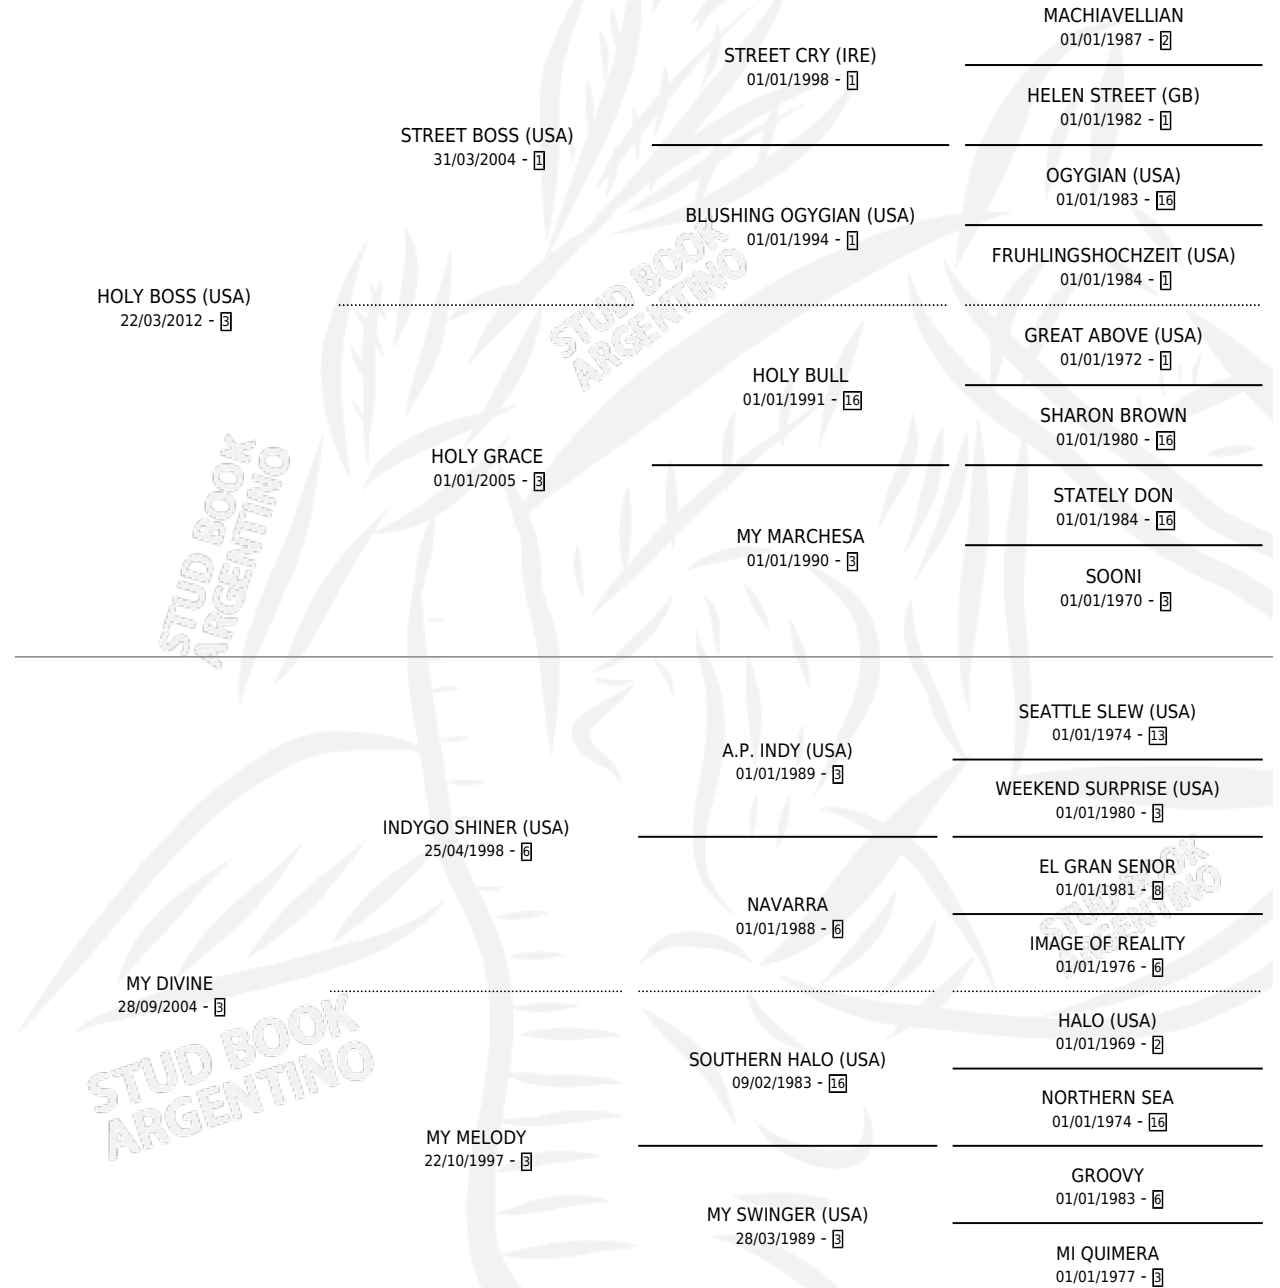 MACHIAVELLIAN
01/01/1987 - 2
STREET CRY (IRE)
01/01/1998 - 1
HELEN STREET (GB)
01/01/1982 - 1
STREET BOSS (USA)
31/03/2004 - 1
OGYGIAN (USA)
01/01/1983 - 16
BLUSHING OGYGIAN (USA)
01/01/1994 - 1
FRUHLINGSHOCHZEIT (USA)
01/01/1984 - 1
HOLY BOSS (USA)
22/03/2012 - 3
STUD BOOK
ARGENTINO
GREAT ABOVE (USA)
01/01/1972 - 1
HOLY BULL
01/01/1991 - 16
SHARON BROWN
01/01/1980 - 16
HOLY GRACE
01/01/2005 - 3
STATELY DON
01/01/1984 - 16
MY MARCHESA
01/01/1990 - 3
SOONI
01/01/1970 - 3
STUD BOOK
ARGENTINO
SEATTLE SLEW (USA)
01/01/1974 - 13
A.P. INDY (USA)
01/01/1989 - 3
WEEKEND SURPRISE (USA)
01/01/1980 - 3
INDYGO SHINER (USA)
25/04/1998 - 6
EL GRAN SENOR
01/01/1981 - 8
NAVARRA
01/01/1988 - 6
IMAGE OF REALITY
01/01/1976 - 6
STUD BOOK
ARGENTINO
MY DIVINE
28/09/2004 - 3
HALO (USA)
01/01/1969 - 2
SOUTHERN HALO (USA)
09/02/1983 - 16
NORTHERN SEA
01/01/1974 - 16
STUD BOOK
ARGENTINO
MY MELODY
22/10/1997 - 3
GROOVY
01/01/1983 - 6
MY SWINGER (USA)
28/03/1989 - 3
MI QUIMERA
01/01/1977 - 3